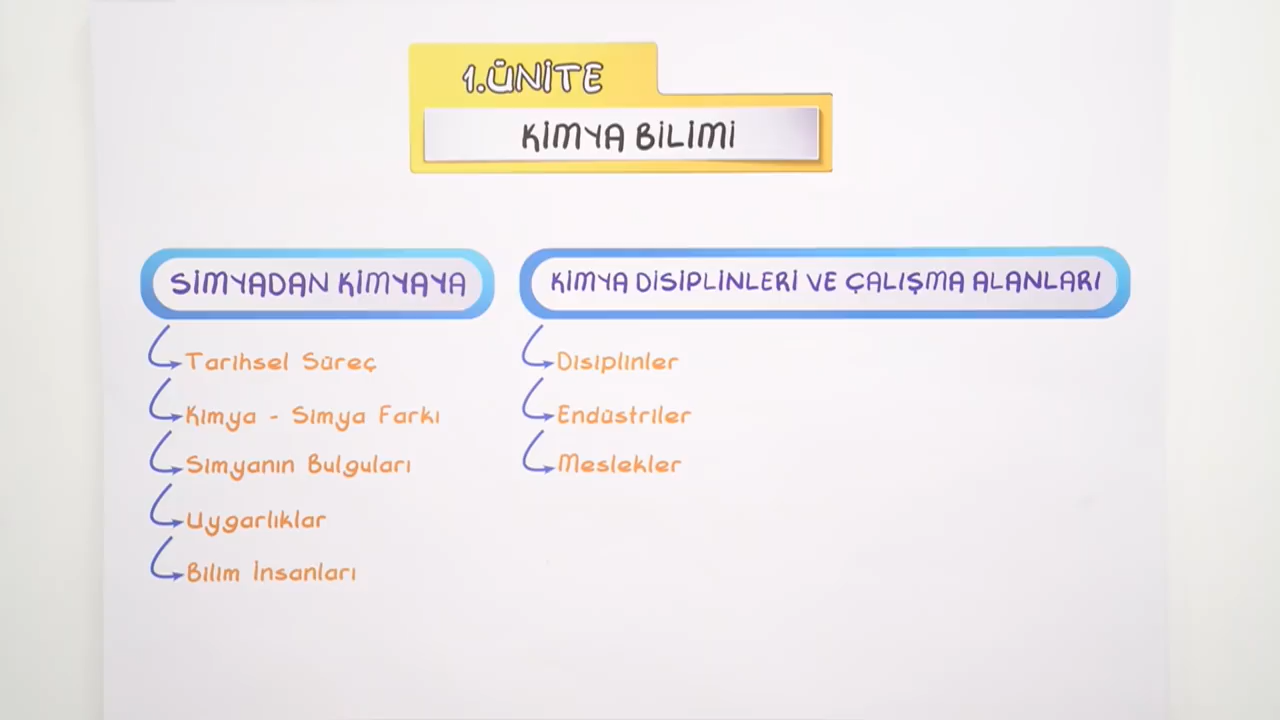 1.ÜNİTE
KİMYA BİLİMİ
SİMYADAN KİMYAYA
Tarihsel Süreç
Kimya - Simya Farkı
Simyanın Bulguları
Uygarlıklar
Bilim İnsanları
KİMYA DİSİPLİNLERİ VE ÇALIŞMA ALANLARI
Disiplinler
Endüstriler
Meslekler